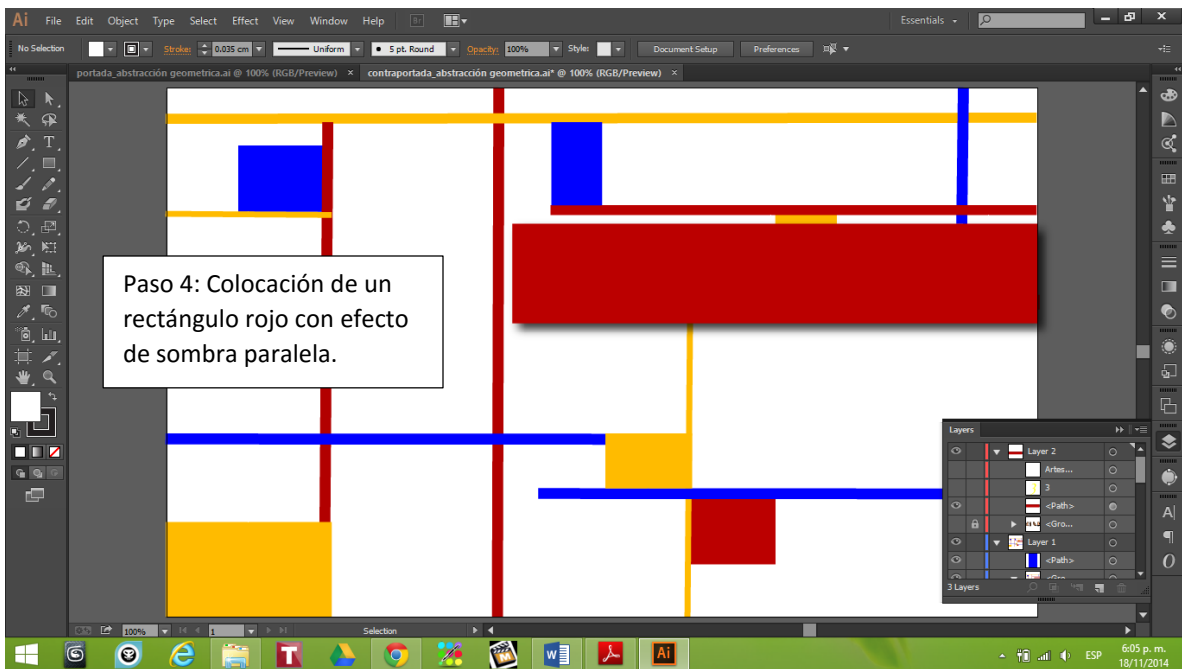 Ai File Edit Object Type Select Effect View Window Help Br Essentials
No Selection Stroke: 0.035 cm Uniform 5 pt. Round Opacity: 100% Style: Document Setup Preferences
portada_abstracción geometrica.ai @ 100% (RGB/Preview) × contraportada_abstracción geometrica.ai* @ 100% (RGB/Preview) ×
Paso 4: Colocación de un
rectángulo rojo con efecto
de sombra paralela.
Layers
Layer 2
Artes...
3
<Path>
<Gro...
Layer 1
<Path>
<Gro...
3 Layers
100% 1 Selection
Ai
ESP 6:05 p. m.
18/11/2014